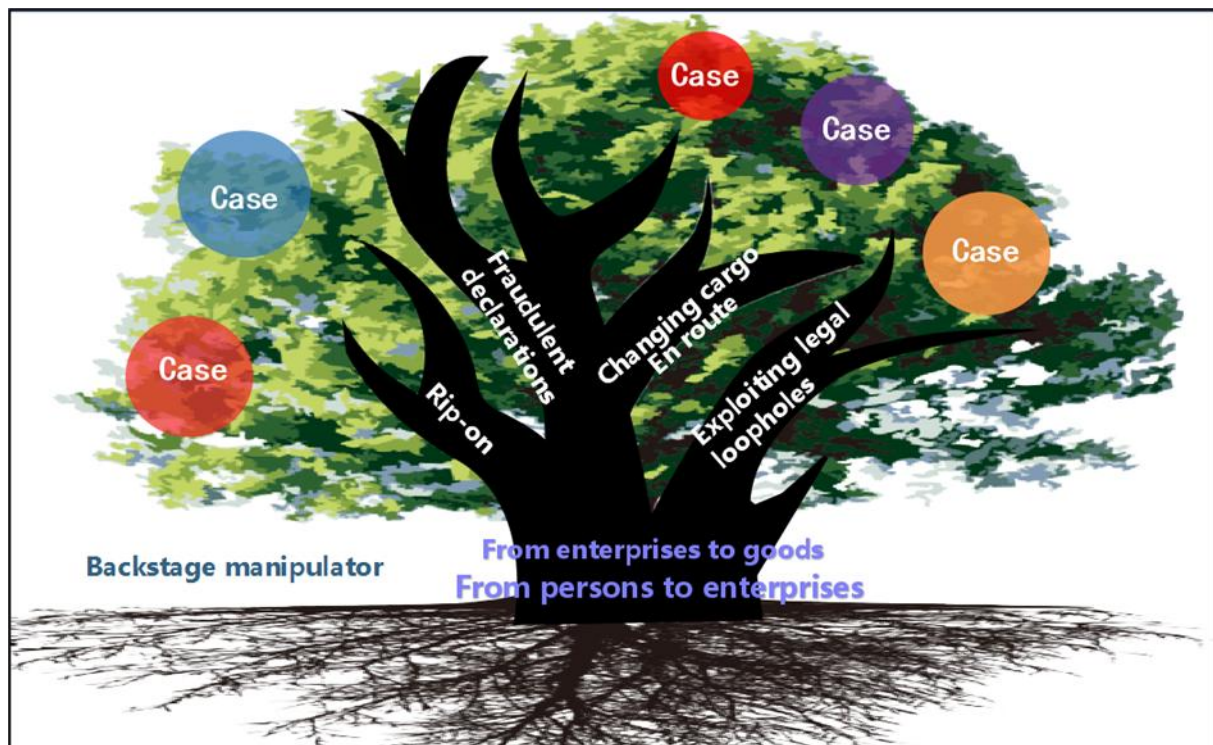 Case
Case
Case
Case
Case
Fraudulent
declarations
Changing cargo
En route
Rip-on
Exploiting legal
loopholes
From enterprises to goods
Backstage manipulator
From persons to enterprises